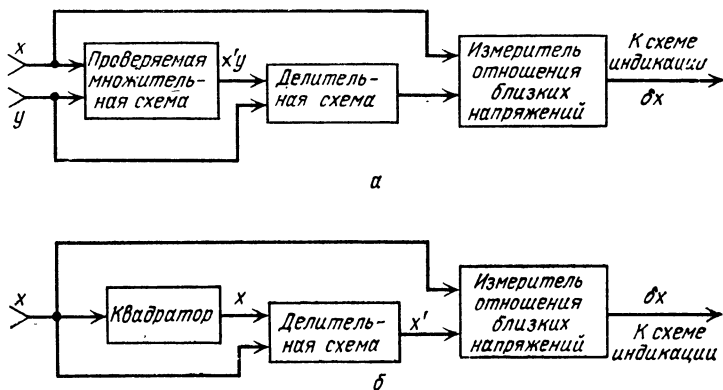 x
y
Проверяемая
множитель-
ная схема
x'y
Делитель-
ная схема
Измеритель
отношения
близких
напряжений
К схеме
индикации
δx
а
x
Квадратор
x
Делитель-
ная схема
x'
Измеритель
отношения
близких
напряжений
δx
К схеме
индикации
б